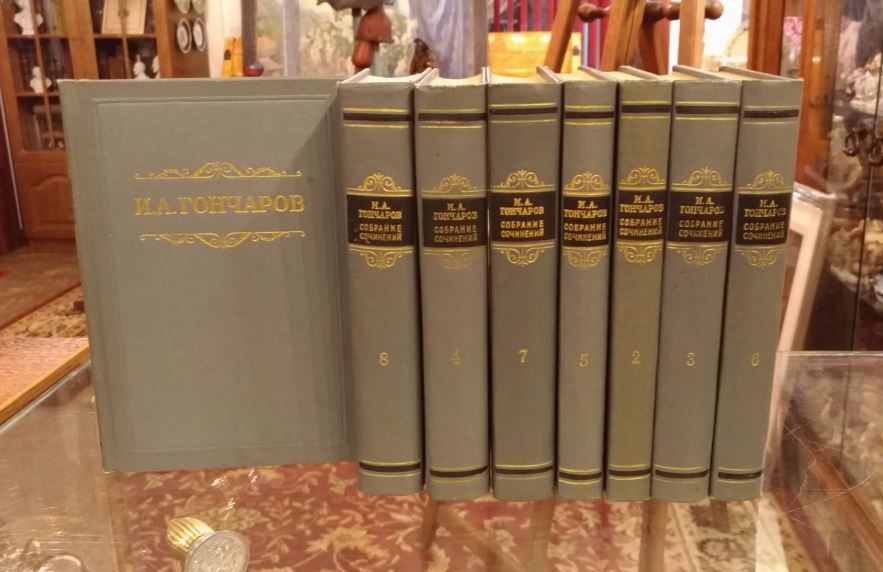 И.А.ГОНЧАРОВ
И.А.
ГОНЧАРОВ
СОБРАНИЕ
СОЧИНЕНИЙ
8
И.А.
ГОНЧАРОВ
СОБРАНИЕ
СОЧИНЕНИЙ
4
И.А.
ГОНЧАРОВ
СОБРАНИЕ
СОЧИНЕНИЙ
7
И.А.
ГОНЧАРОВ
СОБРАНИЕ
СОЧИНЕНИЙ
5
И.А.
ГОНЧАРОВ
СОБРАНИЕ
СОЧИНЕНИЙ
2
И.А.
ГОНЧАРОВ
СОБРАНИЕ
СОЧИНЕНИЙ
3
И.А.
ГОНЧАРОВ
СОБРАНИЕ
СОЧИНЕНИЙ
6